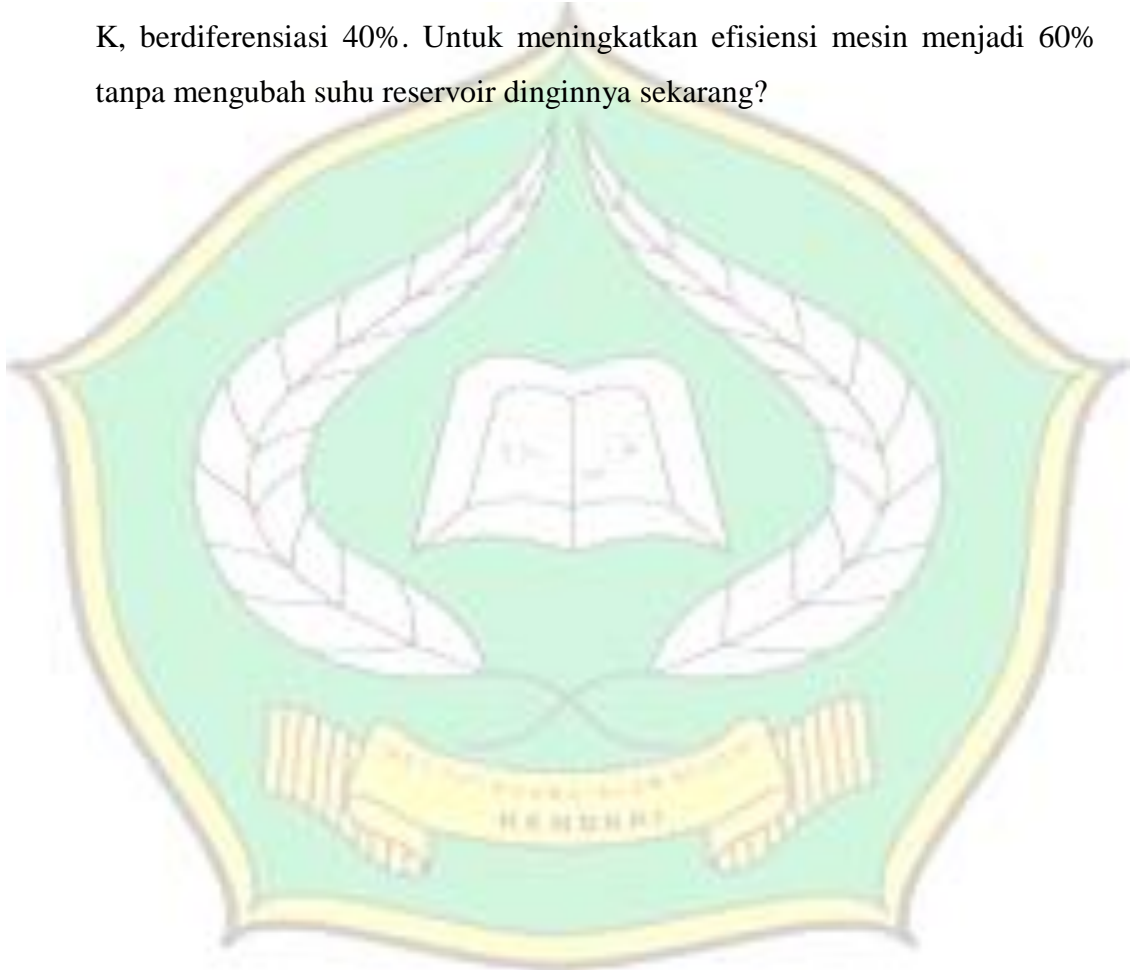 K, berdiferensiasi 40%. Untuk meningkatkan efisiensi mesin menjadi 60%
tanpa mengubah suhu reservoir dinginnya sekarang?